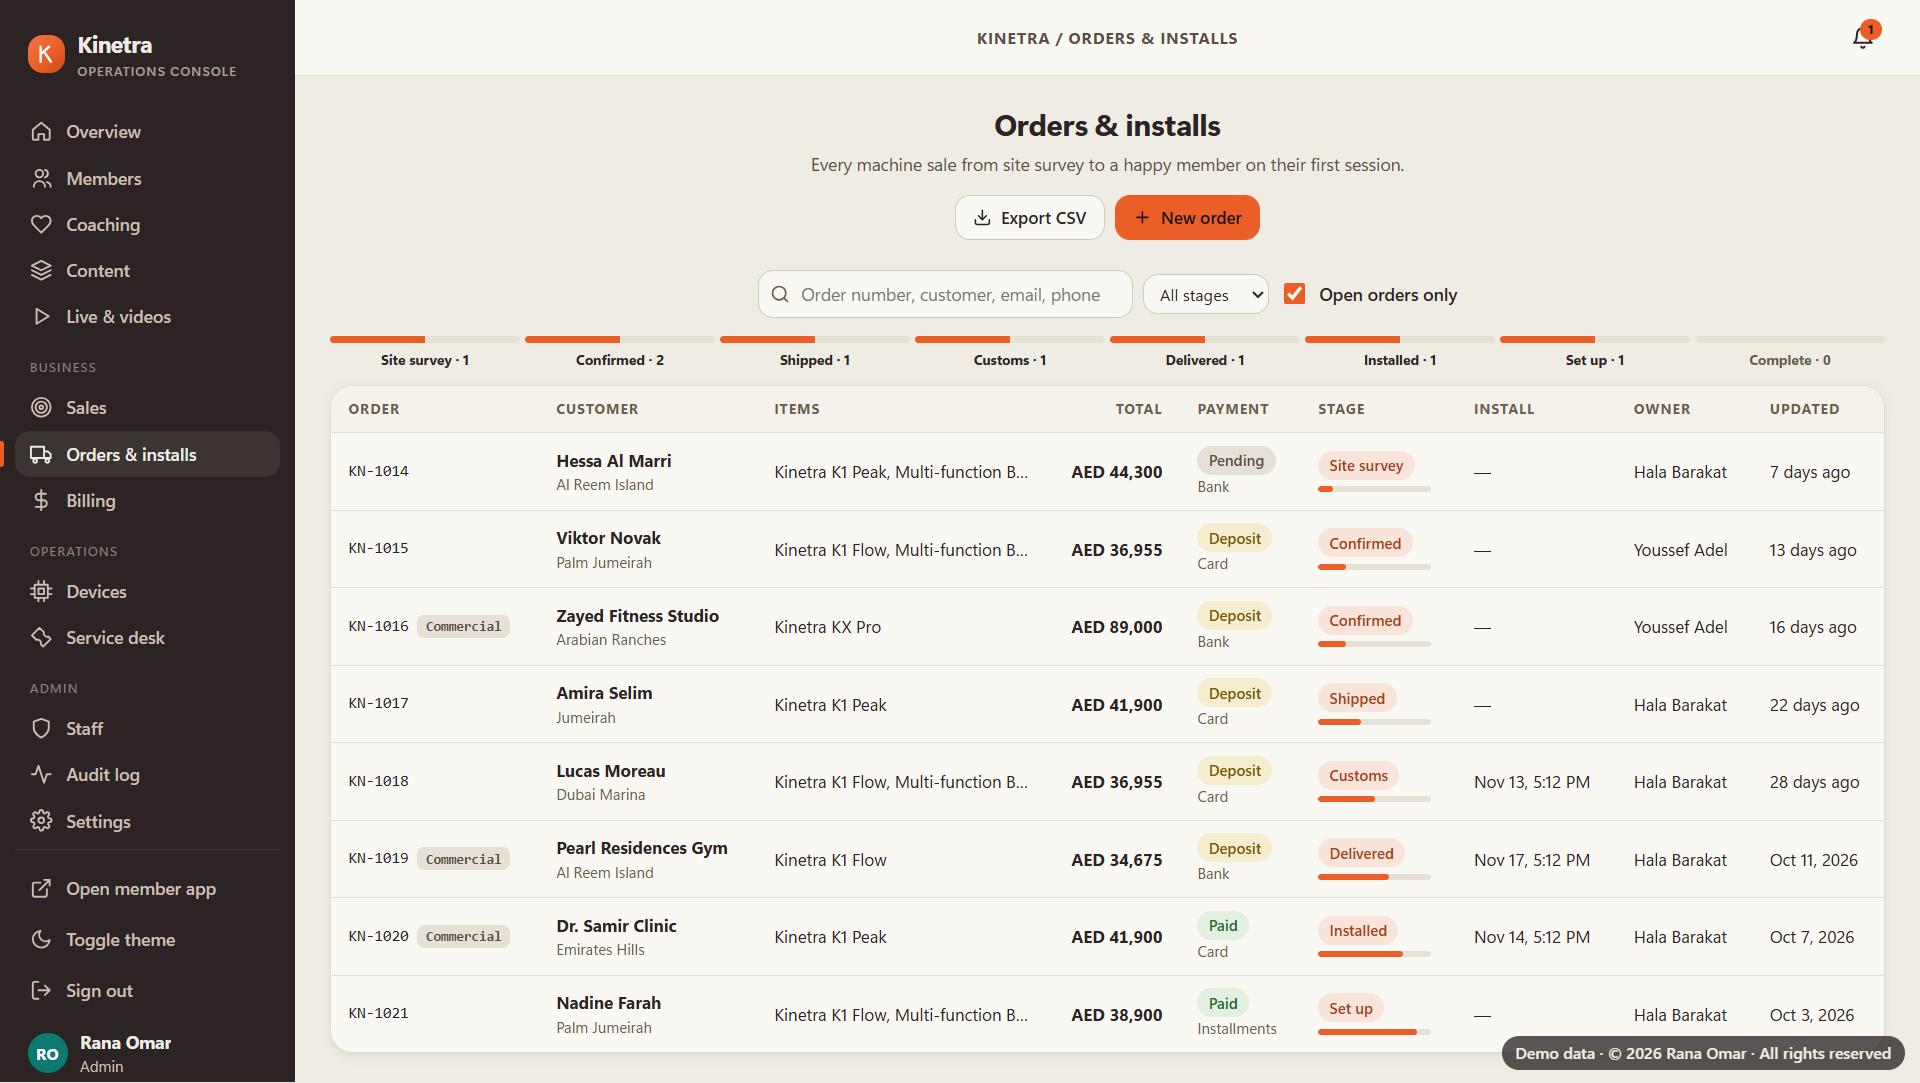 K
Kinetra
OPERATIONS CONSOLE
Overview
Members
Coaching
Content
Live & videos
BUSINESS
Sales
Orders & installs
Billing
OPERATIONS
Devices
Service desk
ADMIN
Staff
Audit log
Settings
Open member app
Toggle theme
Sign out
RO
Rana Omar
Admin
KINETRA / ORDERS & INSTALLS
1
Orders & installs
Every machine sale from site survey to a happy member on their first session.
Export CSV
New order
Order number, customer, email, phone
All stages
Open orders only
Site survey · 1
Confirmed · 2
Shipped · 1
Customs · 1
Delivered · 1
Installed · 1
Set up · 1
Complete · 0
ORDER CUSTOMER ITEMS TOTAL PAYMENT STAGE INSTALL OWNER UPDATED
KN-1014 Hessa Al Marri Al Reem Island Kinetra K1 Peak, Multi-function B... AED 44,300 Pending Bank Site survey — Hala Barakat 7 days ago
KN-1015 Viktor Novak Palm Jumeirah Kinetra K1 Flow, Multi-function B... AED 36,955 Deposit Card Confirmed — Youssef Adel 13 days ago
KN-1016 Commercial Zayed Fitness Studio Arabian Ranches Kinetra KX Pro AED 89,000 Deposit Bank Confirmed — Youssef Adel 16 days ago
KN-1017 Amira Selim Jumeirah Kinetra K1 Peak AED 41,900 Deposit Card Shipped — Hala Barakat 22 days ago
KN-1018 Lucas Moreau Dubai Marina Kinetra K1 Flow, Multi-function B... AED 36,955 Deposit Card Customs Nov 13, 5:12 PM Hala Barakat 28 days ago
KN-1019 Commercial Pearl Residences Gym Al Reem Island Kinetra K1 Flow AED 34,675 Deposit Bank Delivered Nov 17, 5:12 PM Hala Barakat Oct 11, 2026
KN-1020 Commercial Dr. Samir Clinic Emirates Hills Kinetra K1 Peak AED 41,900 Paid Card Installed Nov 14, 5:12 PM Hala Barakat Oct 7, 2026
KN-1021 Nadine Farah Palm Jumeirah Kinetra K1 Flow, Multi-function B... AED 38,900 Paid Installments Set up — Hala Barakat Oct 3, 2026
Demo data · © 2026 Rana Omar · All rights reserved